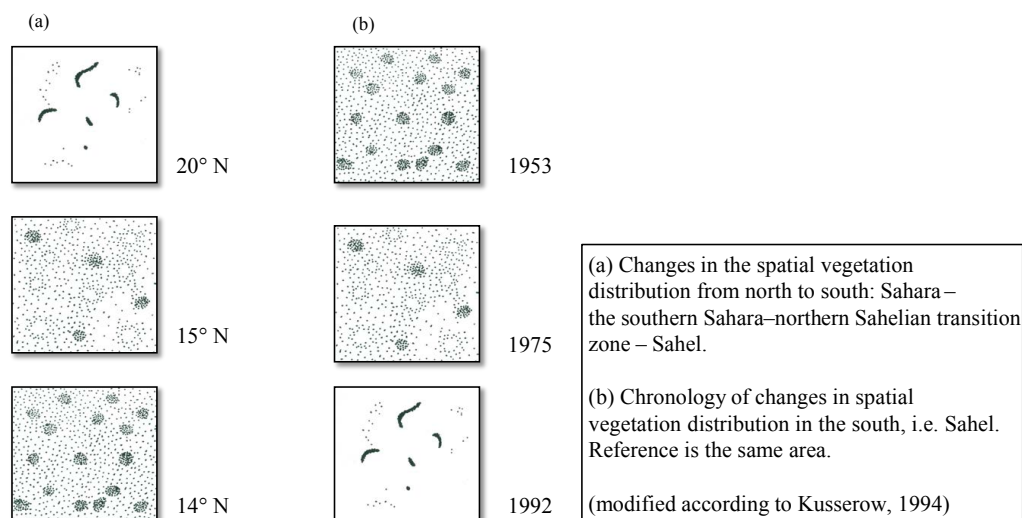 (a)
(b)
20° N
1953
15° N
1975
14° N
1992
(a) Changes in the spatial vegetation
distribution from north to south: Sahara –
the southern Sahara–northern Sahelian transition
zone – Sahel.
(b) Chronology of changes in spatial
vegetation distribution in the south, i.e. Sahel.
Reference is the same area.
(modified according to Kusserow, 1994)